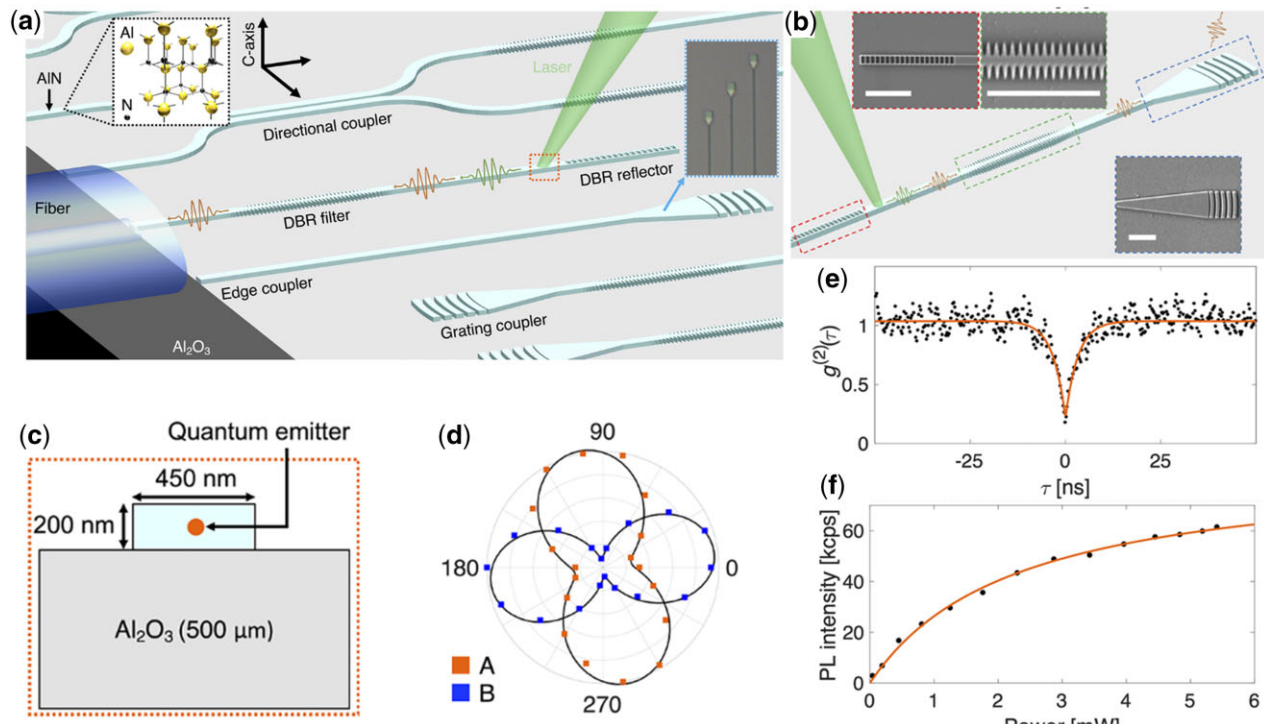 (a)
Al
AlN
N
C-axis
Laser
Directional coupler
Fiber
DBR filter
DBR reflector
Edge coupler
Grating coupler
Al₂O₃
(b)
(c)
Quantum emitter
450 nm
200 nm
Al₂O₃ (500 μm)
(d)
90
180
0
270
A
B
(e)
g⁽²⁾(τ)
1
0.5
0
-25
0
25
τ [ns]
(f)
PL intensity [kcps]
60
40
20
0
0
1
2
3
4
5
6
Power [mW]